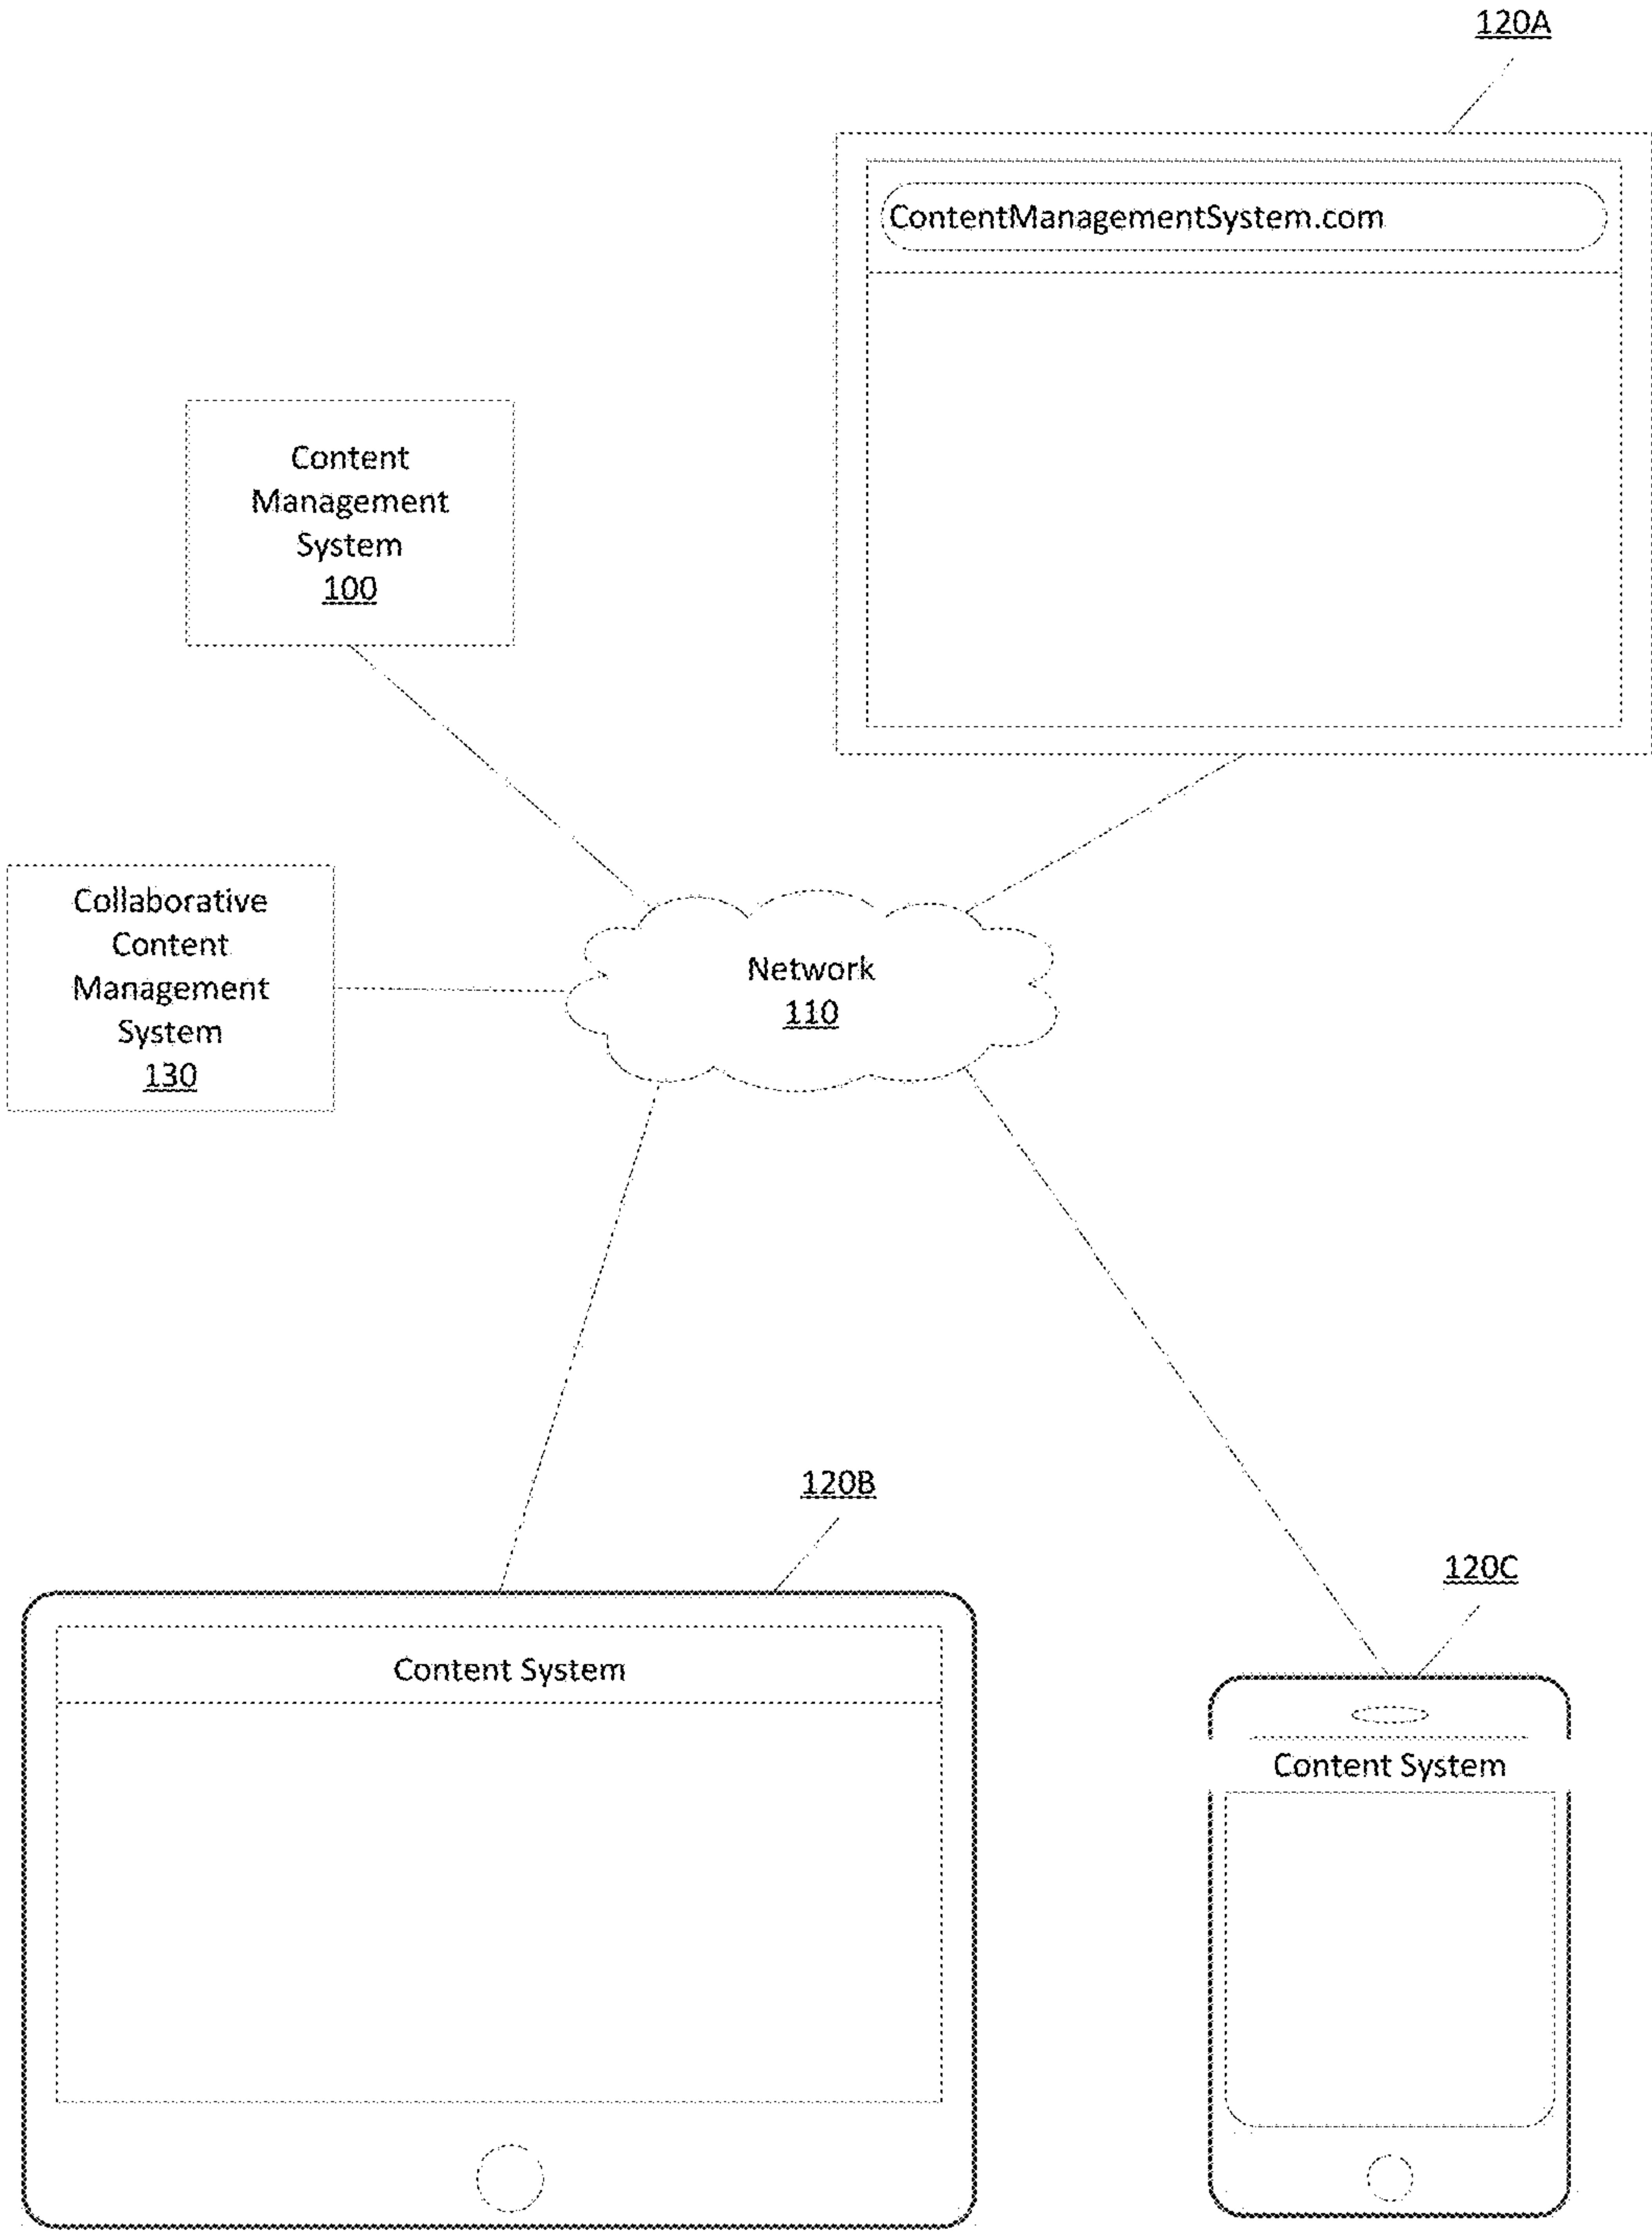 120A
ContentManagementSystem.com
Content
Management
System
100
Collaborative
Content
Management
System
130
Network
110
120B
120C
Content System
Content System